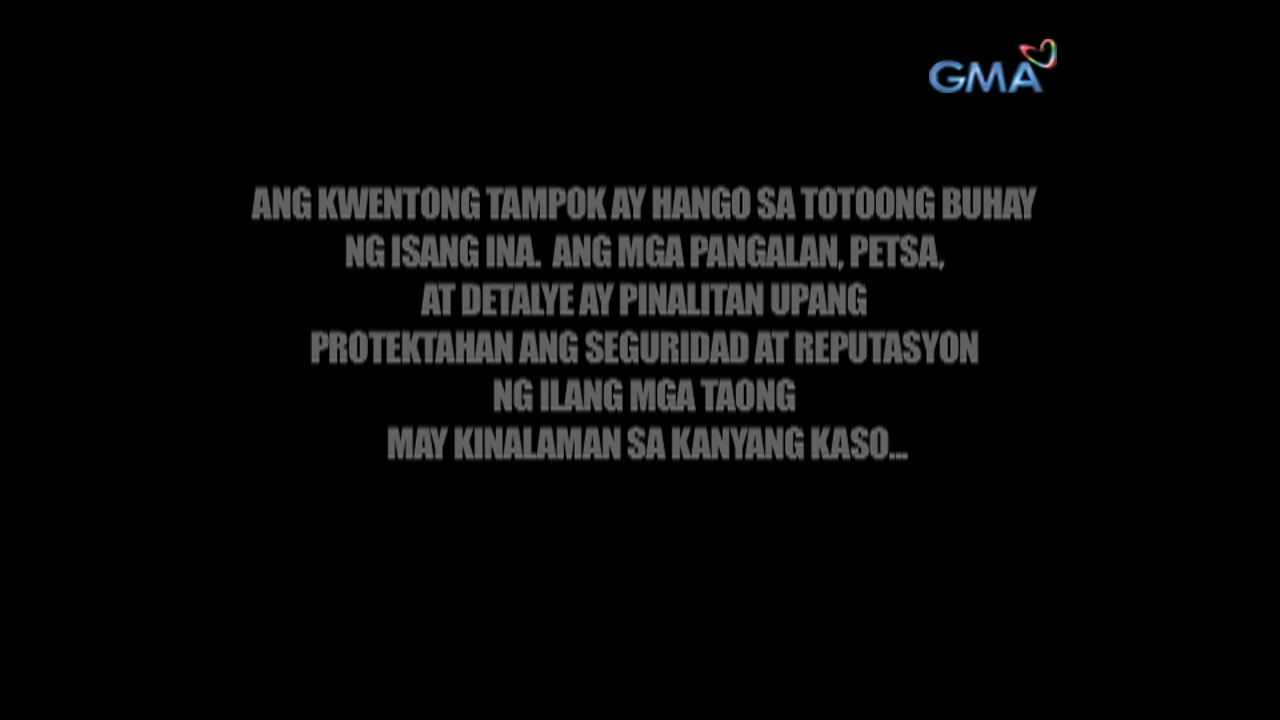 GMA
ANG KWENTONG TAMPOK AY HANGO SA TOTOONG BUHAY
NG ISANG INA. ANG MGA PANGALAN, PETSA,
AT DETALYE AY PINALITAN UPANG
PROTEKTAHAN ANG SEGURIDAD AT REPUTASYON
NG ILANG MGA TAONG
MAY KINALAMAN SA KANYANG KASO...